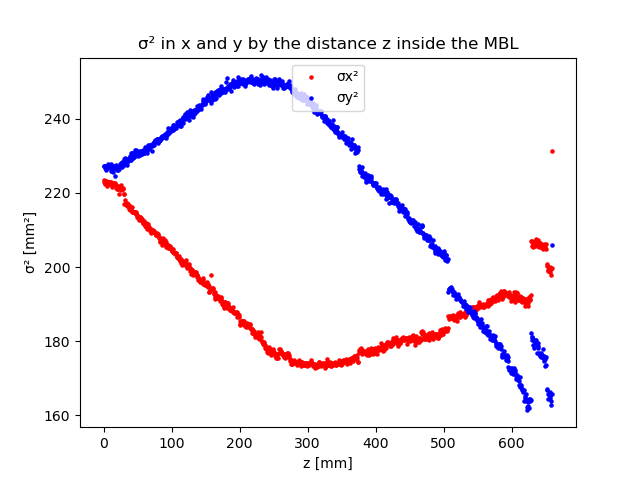 σ² in x and y by the distance z inside the MBL
σx²
σy²
σ² [mm²]
240
220
200
180
160
0 100 200 300 400 500 600
z [mm]